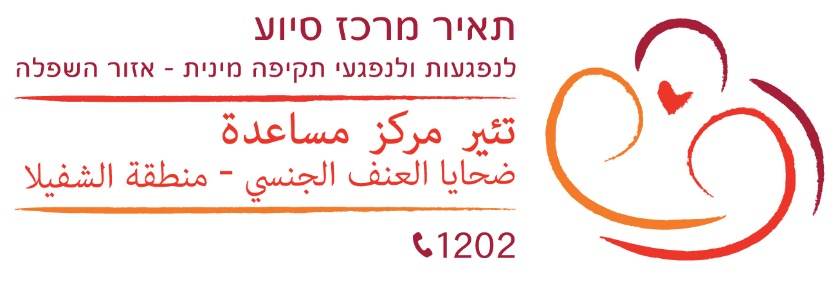 תאיר מרכז סיוע
לנפגעות ולנפגעי תקיפה מינית - אזור השפלה
تئير مركز مساعدة
ضحايا العنف الجنسي - منطقة الشفيلا
1202